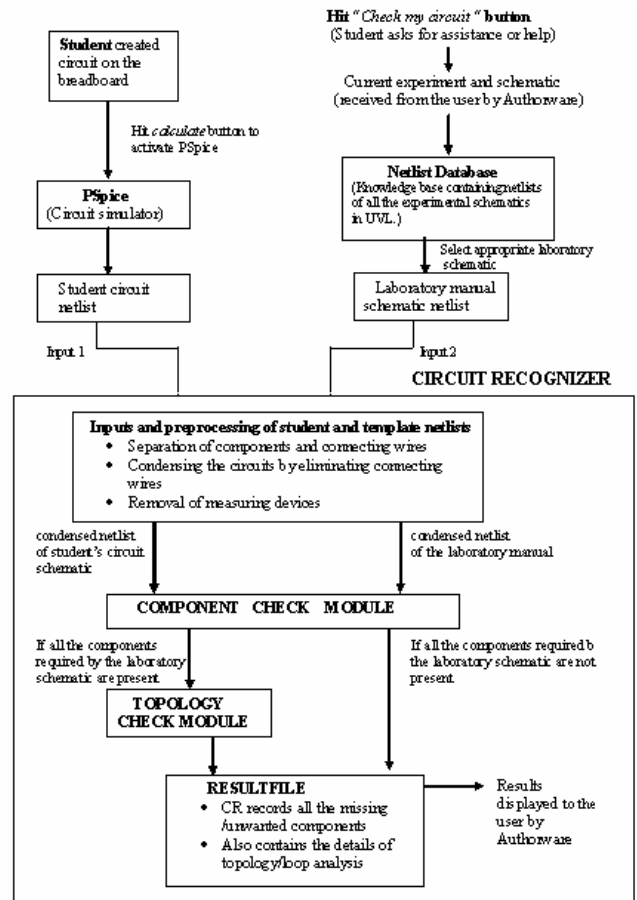 Student created
circuit on the
breadboard
Hit calculate button to
activate PSpice
PSpice
(Circuit simulator)
Student circuit
netlist
Input 1
Hit "Check my circuit " button
(Student asks for assistance or help)
Current experiment and schematic
(received from the user by Authorware)
Netlist Database
(Knowledge base containing netlists
of all the experimental schematics
in UVL.)
Select appropriate laboratory
schematic
Laboratory manual
schematic netlist
Input 2
CIRCUIT RECOGNIZER
Inputs and preprocessing of student and template netlists
• Separation of components and connecting wires
• Condensing the circuits by eliminating connecting
wires
• Removal of measuring devices
condensed netlist
of student's circuit
schematic
condensed netlist
of the laboratory manual
COMPONENT CHECK MODULE
If all the components
required by the laboratory
schematic are present
If all the components required b
the laboratory schematic are not
present
TOPOLOGY
CHECK MODULE
RESULT FILE
• CR records all the missing
/unwanted components
• Also contains the details of
topology/loop analysis
Results
displayed to the
user by
Authorware